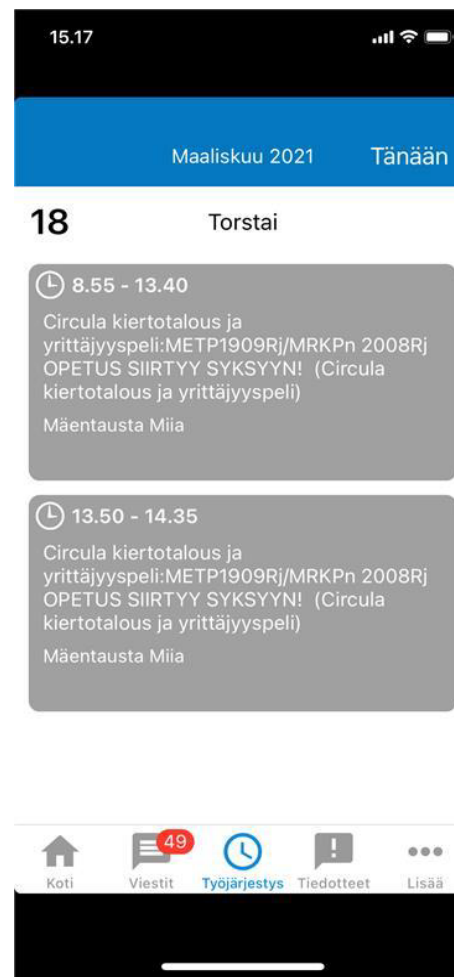 15.17
Maaliskuu 2021 Tänään
18 Torstai
8.55 - 13.40
Circula kiertotalous ja
yrittäjyyspeli:METP1909Rj/MRKPn 2008Rj
OPETUS SIIRTYY SYKSYYN! (Circula
kiertotalous ja yrittäjyyspeli)
Mäentausta Miia
13.50 - 14.35
Circula kiertotalous ja
yrittäjyyspeli:METP1909Rj/MRKPn 2008Rj
OPETUS SIIRTYY SYKSYYN! (Circula
kiertotalous ja yrittäjyyspeli)
Mäentausta Miia
49
Koti Viestit Työjärjestys Tiedotteet Lisää